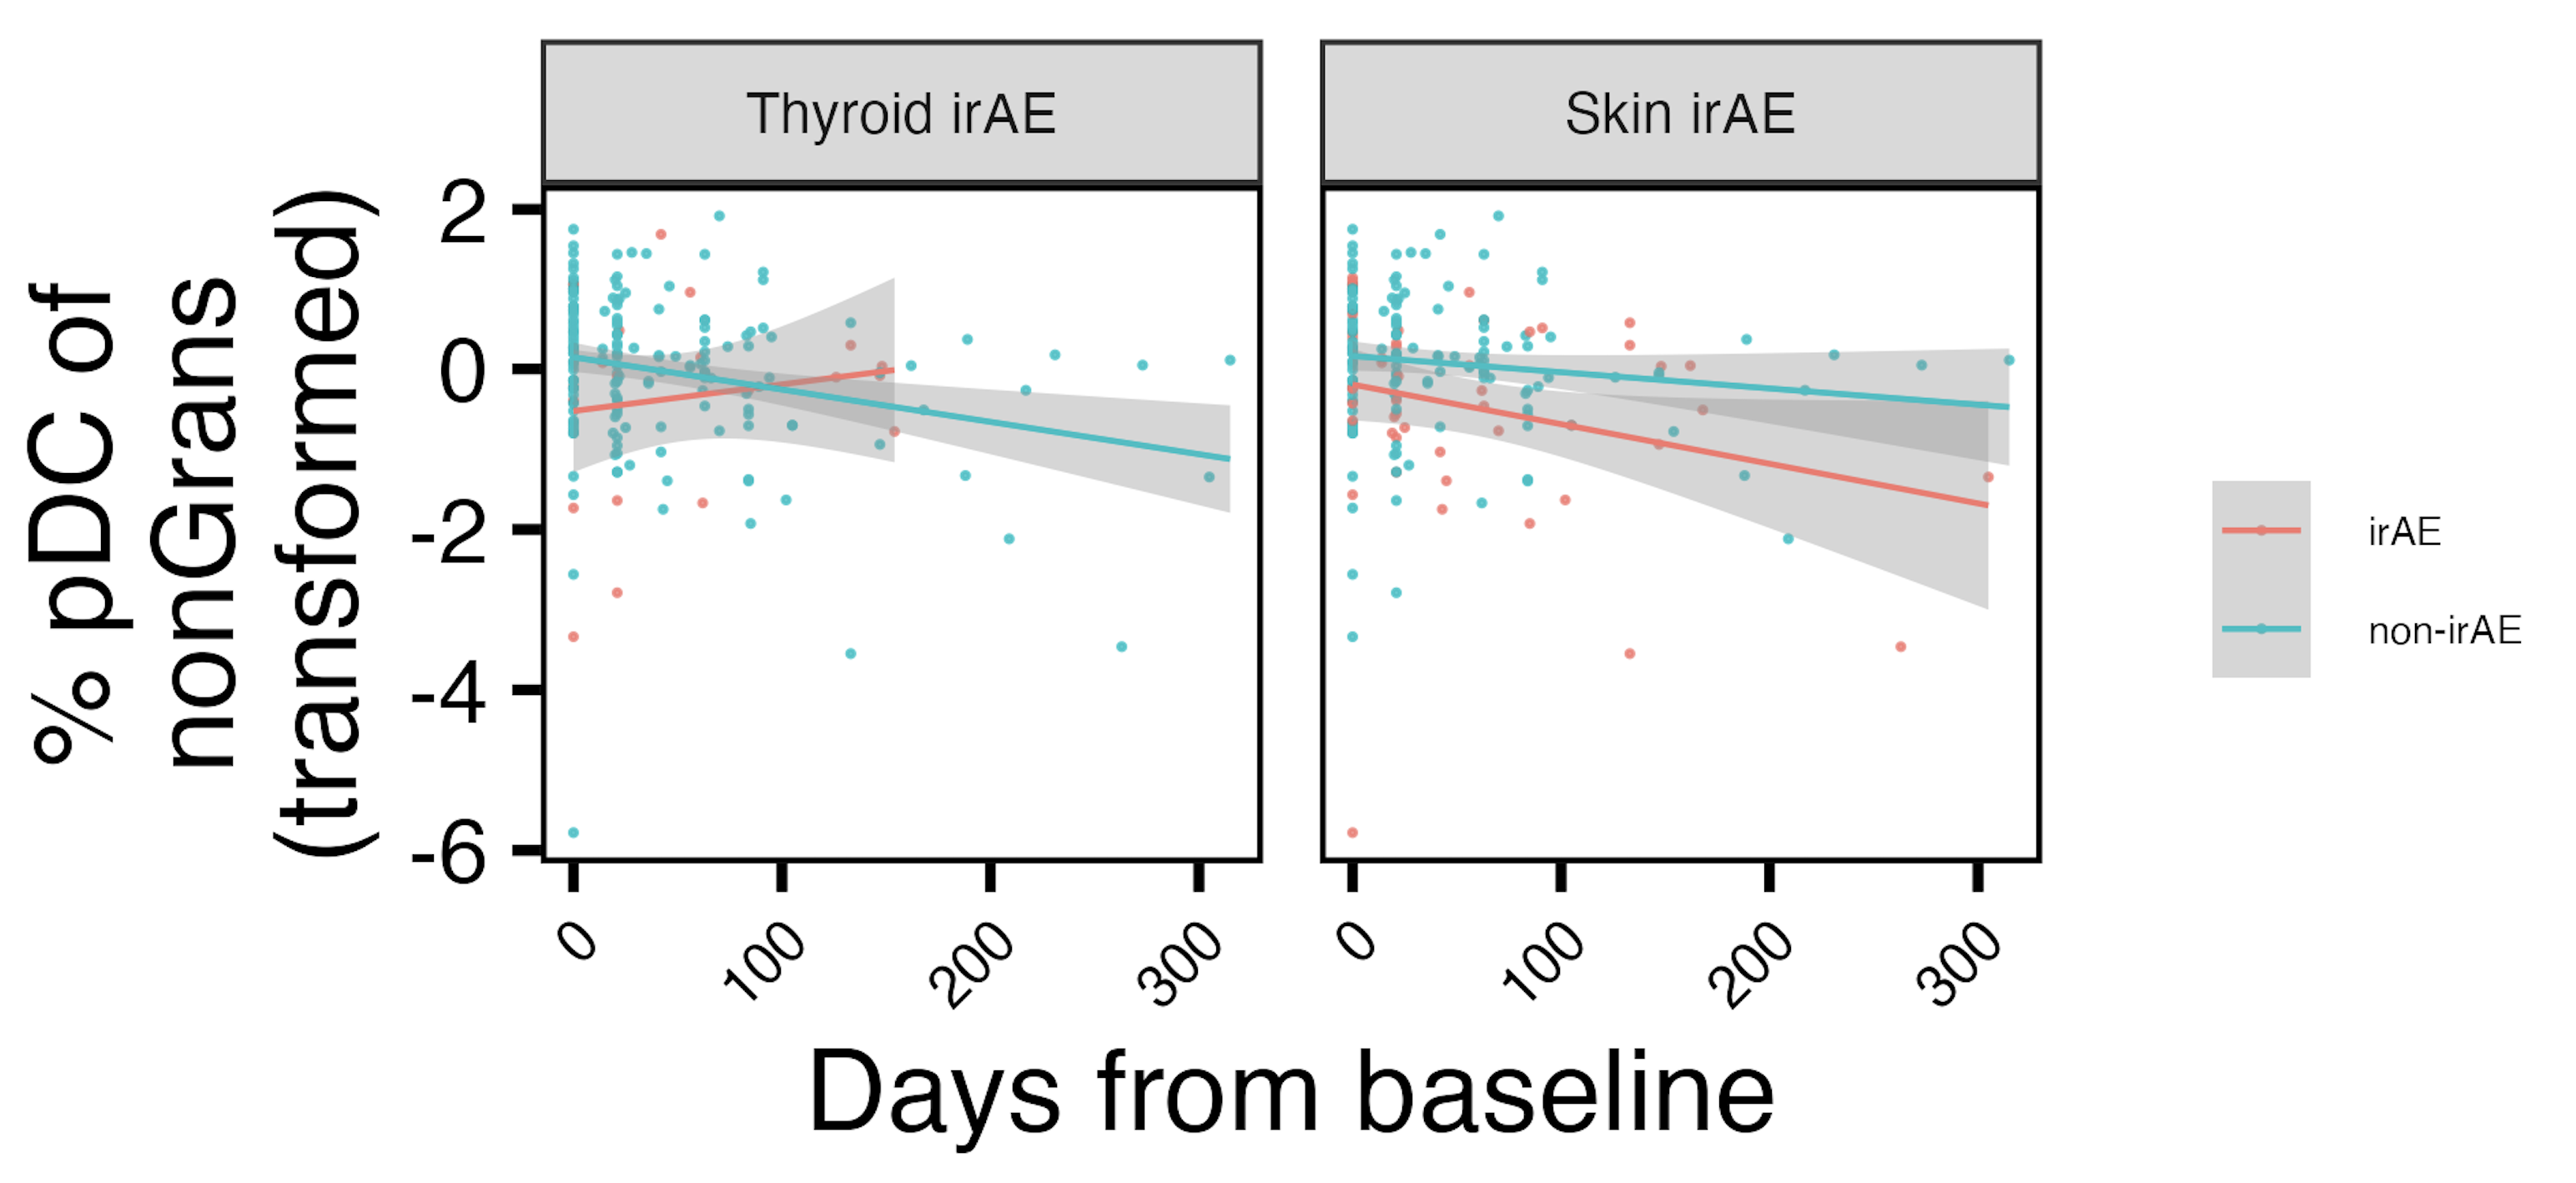 Thyroid irAE
Skin irAE
% pDC of
nonGrans
(transformed)
2
0
-2
-4
-6
0
100
200
300
0
100
200
300
Days from baseline
irAE
non-irAE